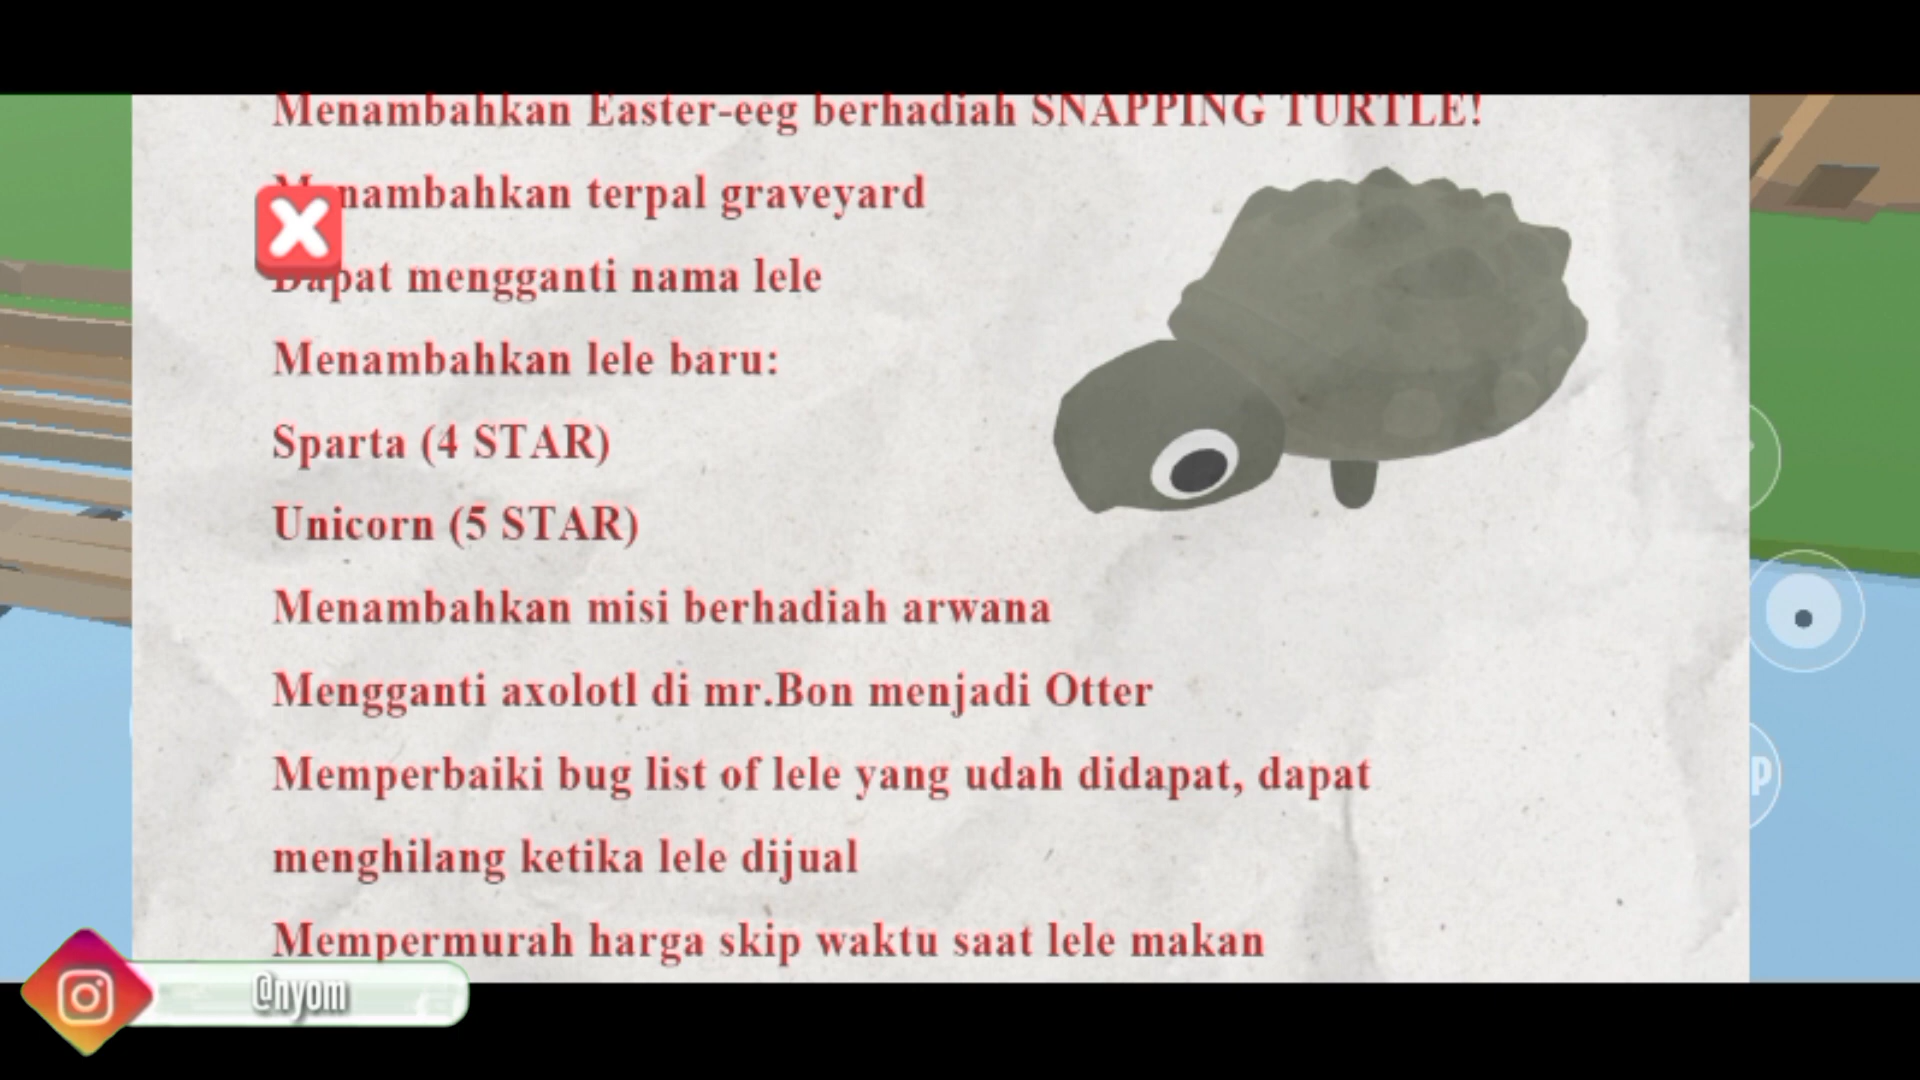 Menambahkan Easter-eeg berhadiah SNAPPING TURTLE!
Menambahkan terpal graveyard
Dapat mengganti nama lele
Menambahkan lele baru:
Sparta (4 STAR)
Unicorn (5 STAR)
Menambahkan misi berhadiah arwana
Mengganti axolotl di mr.Bon menjadi Otter
Memperbaiki bug list of lele yang udah didapat, dapat
menghilang ketika lele dijual
Mempermurah harga skip waktu saat lele makan
@nyom